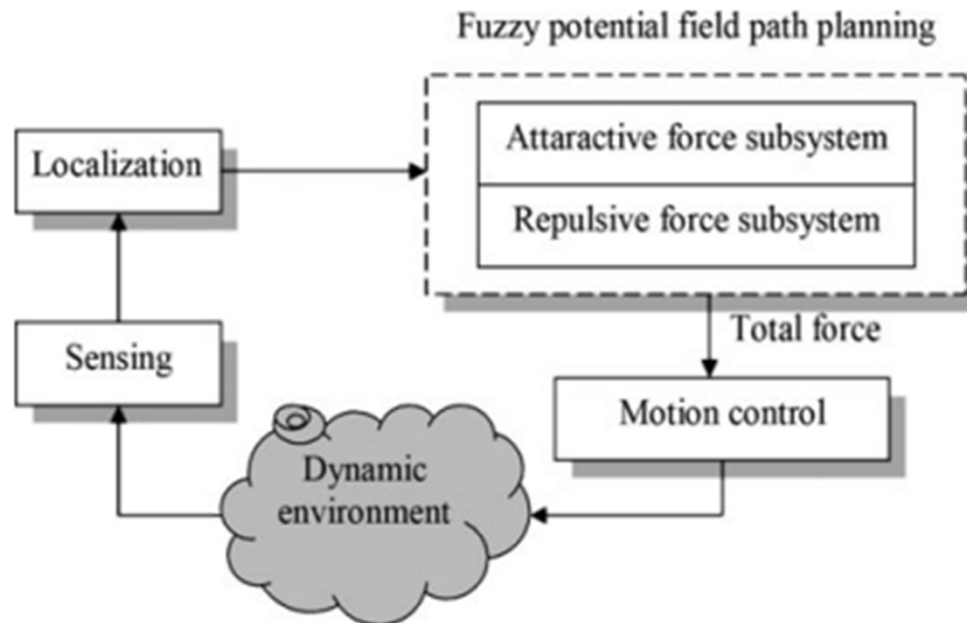 Fuzzy potential field path planning
Attaractive force subsystem
Localization
Repulsive force subsystem
Total force
Sensing
Motion control
Dynamic
environment